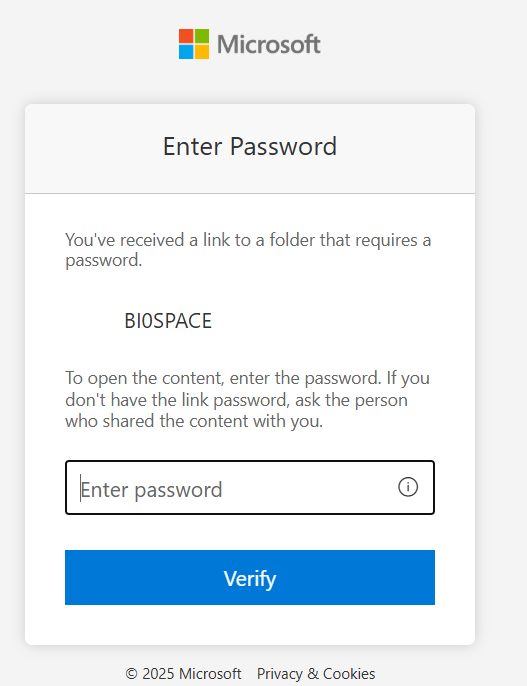 Microsoft
Enter Password
You've received a link to a folder that requires a
password.
BI0SPACE
To open the content, enter the password. If you
don't have the link password, ask the person
who shared the content with you.
Enter password
Verify
© 2025 Microsoft Privacy & Cookies